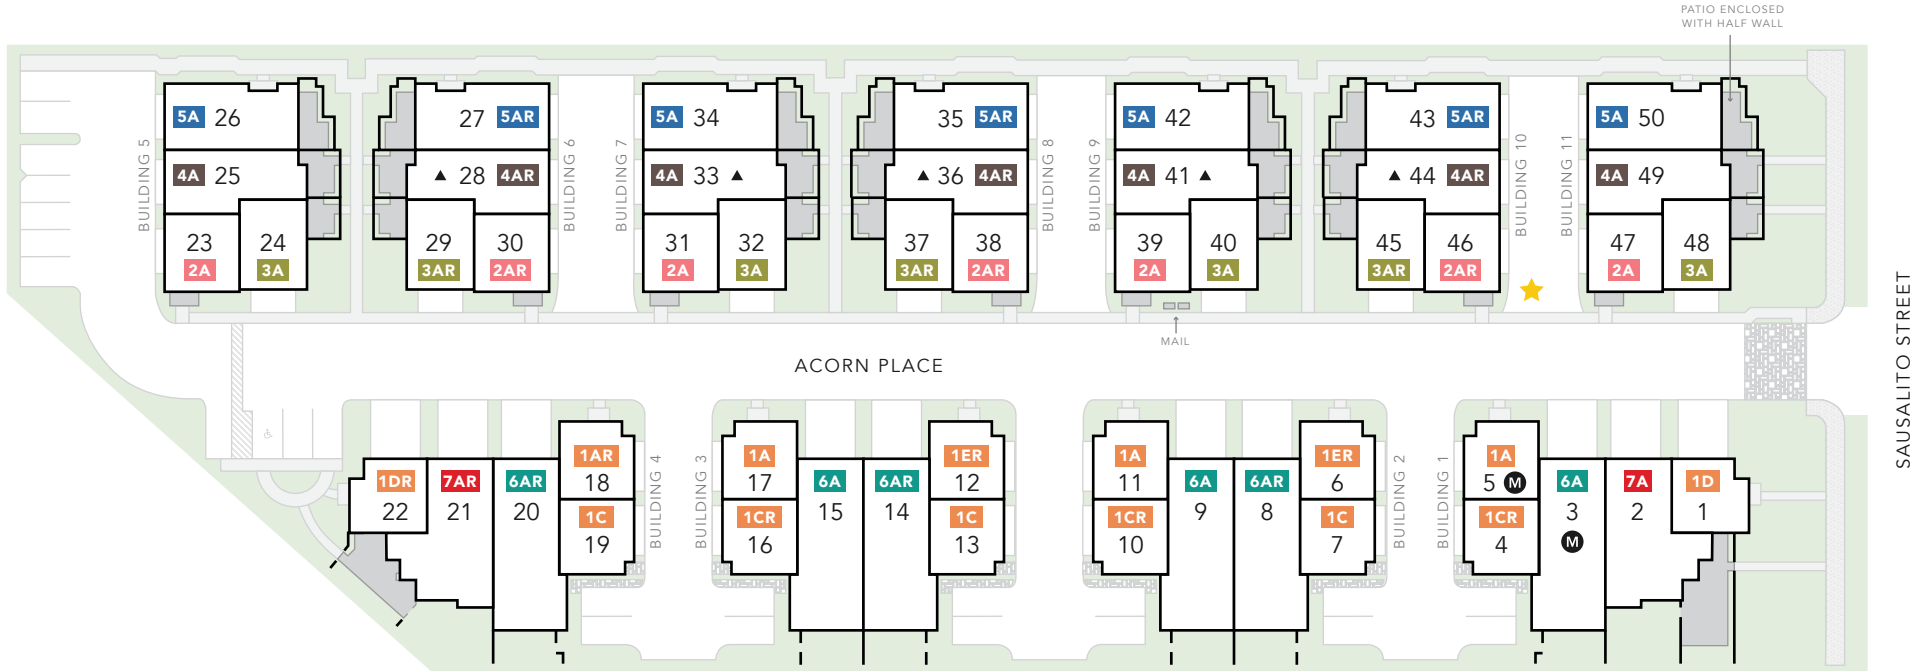 PATIO ENCLOSED
WITH HALF WALL
5A 26
27 5AR
5A 34
35 5AR
5A 42
43 5AR
5A 50
4A 25
28 4AR
4A 33
36 4AR
4A 41
44 4AR
4A 49
BUILDING 5
BUILDING 6
BUILDING 7
BUILDING 8
BUILDING 9
BUILDING 10
BUILDING 11
23
2A
24
3A
29
3AR
30
2AR
31
2A
32
3A
37
3AR
38
2AR
39
2A
40
3A
45
3AR
46
2AR
47
2A
48
3A
MAIL
ACORN PLACE
SAUSALITO STREET
1DR
22
7AR
21
6AR
20
1AR
18
1C
19
BUILDING 4
BUILDING 3
1A
17
1CR
16
6A
15
6AR
14
1ER
12
1C
13
1A
11
1CR
10
6A
9
6AR
8
1ER
6
1C
7
BUILDING 2
BUILDING 1
1A
5 M
1CR
4
6A
3
M
7A
2
1D
1